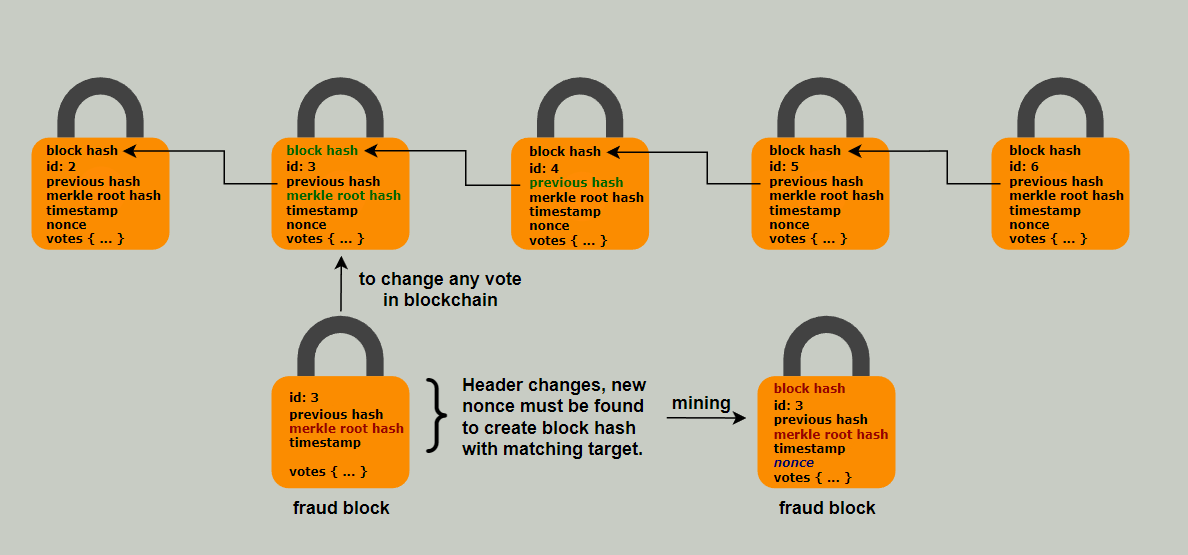 block hash
id: 2
previous hash
merkle root hash
timestamp
nonce
votes { ... }
block hash
id: 3
previous hash
merkle root hash
timestamp
nonce
votes { ... }
block hash
id: 4
previous hash
merkle root hash
timestamp
nonce
votes { ... }
block hash
id: 5
previous hash
merkle root hash
timestamp
nonce
votes { ... }
block hash
id: 6
previous hash
merkle root hash
timestamp
nonce
votes { ... }
to change any vote
in blockchain
id: 3
previous hash
merkle root hash
timestamp
votes { ... }
fraud block
Header changes, new
nonce must be found
to create block hash
with matching target.
mining
block hash
id: 3
previous hash
merkle root hash
timestamp
nonce
votes { ... }
fraud block